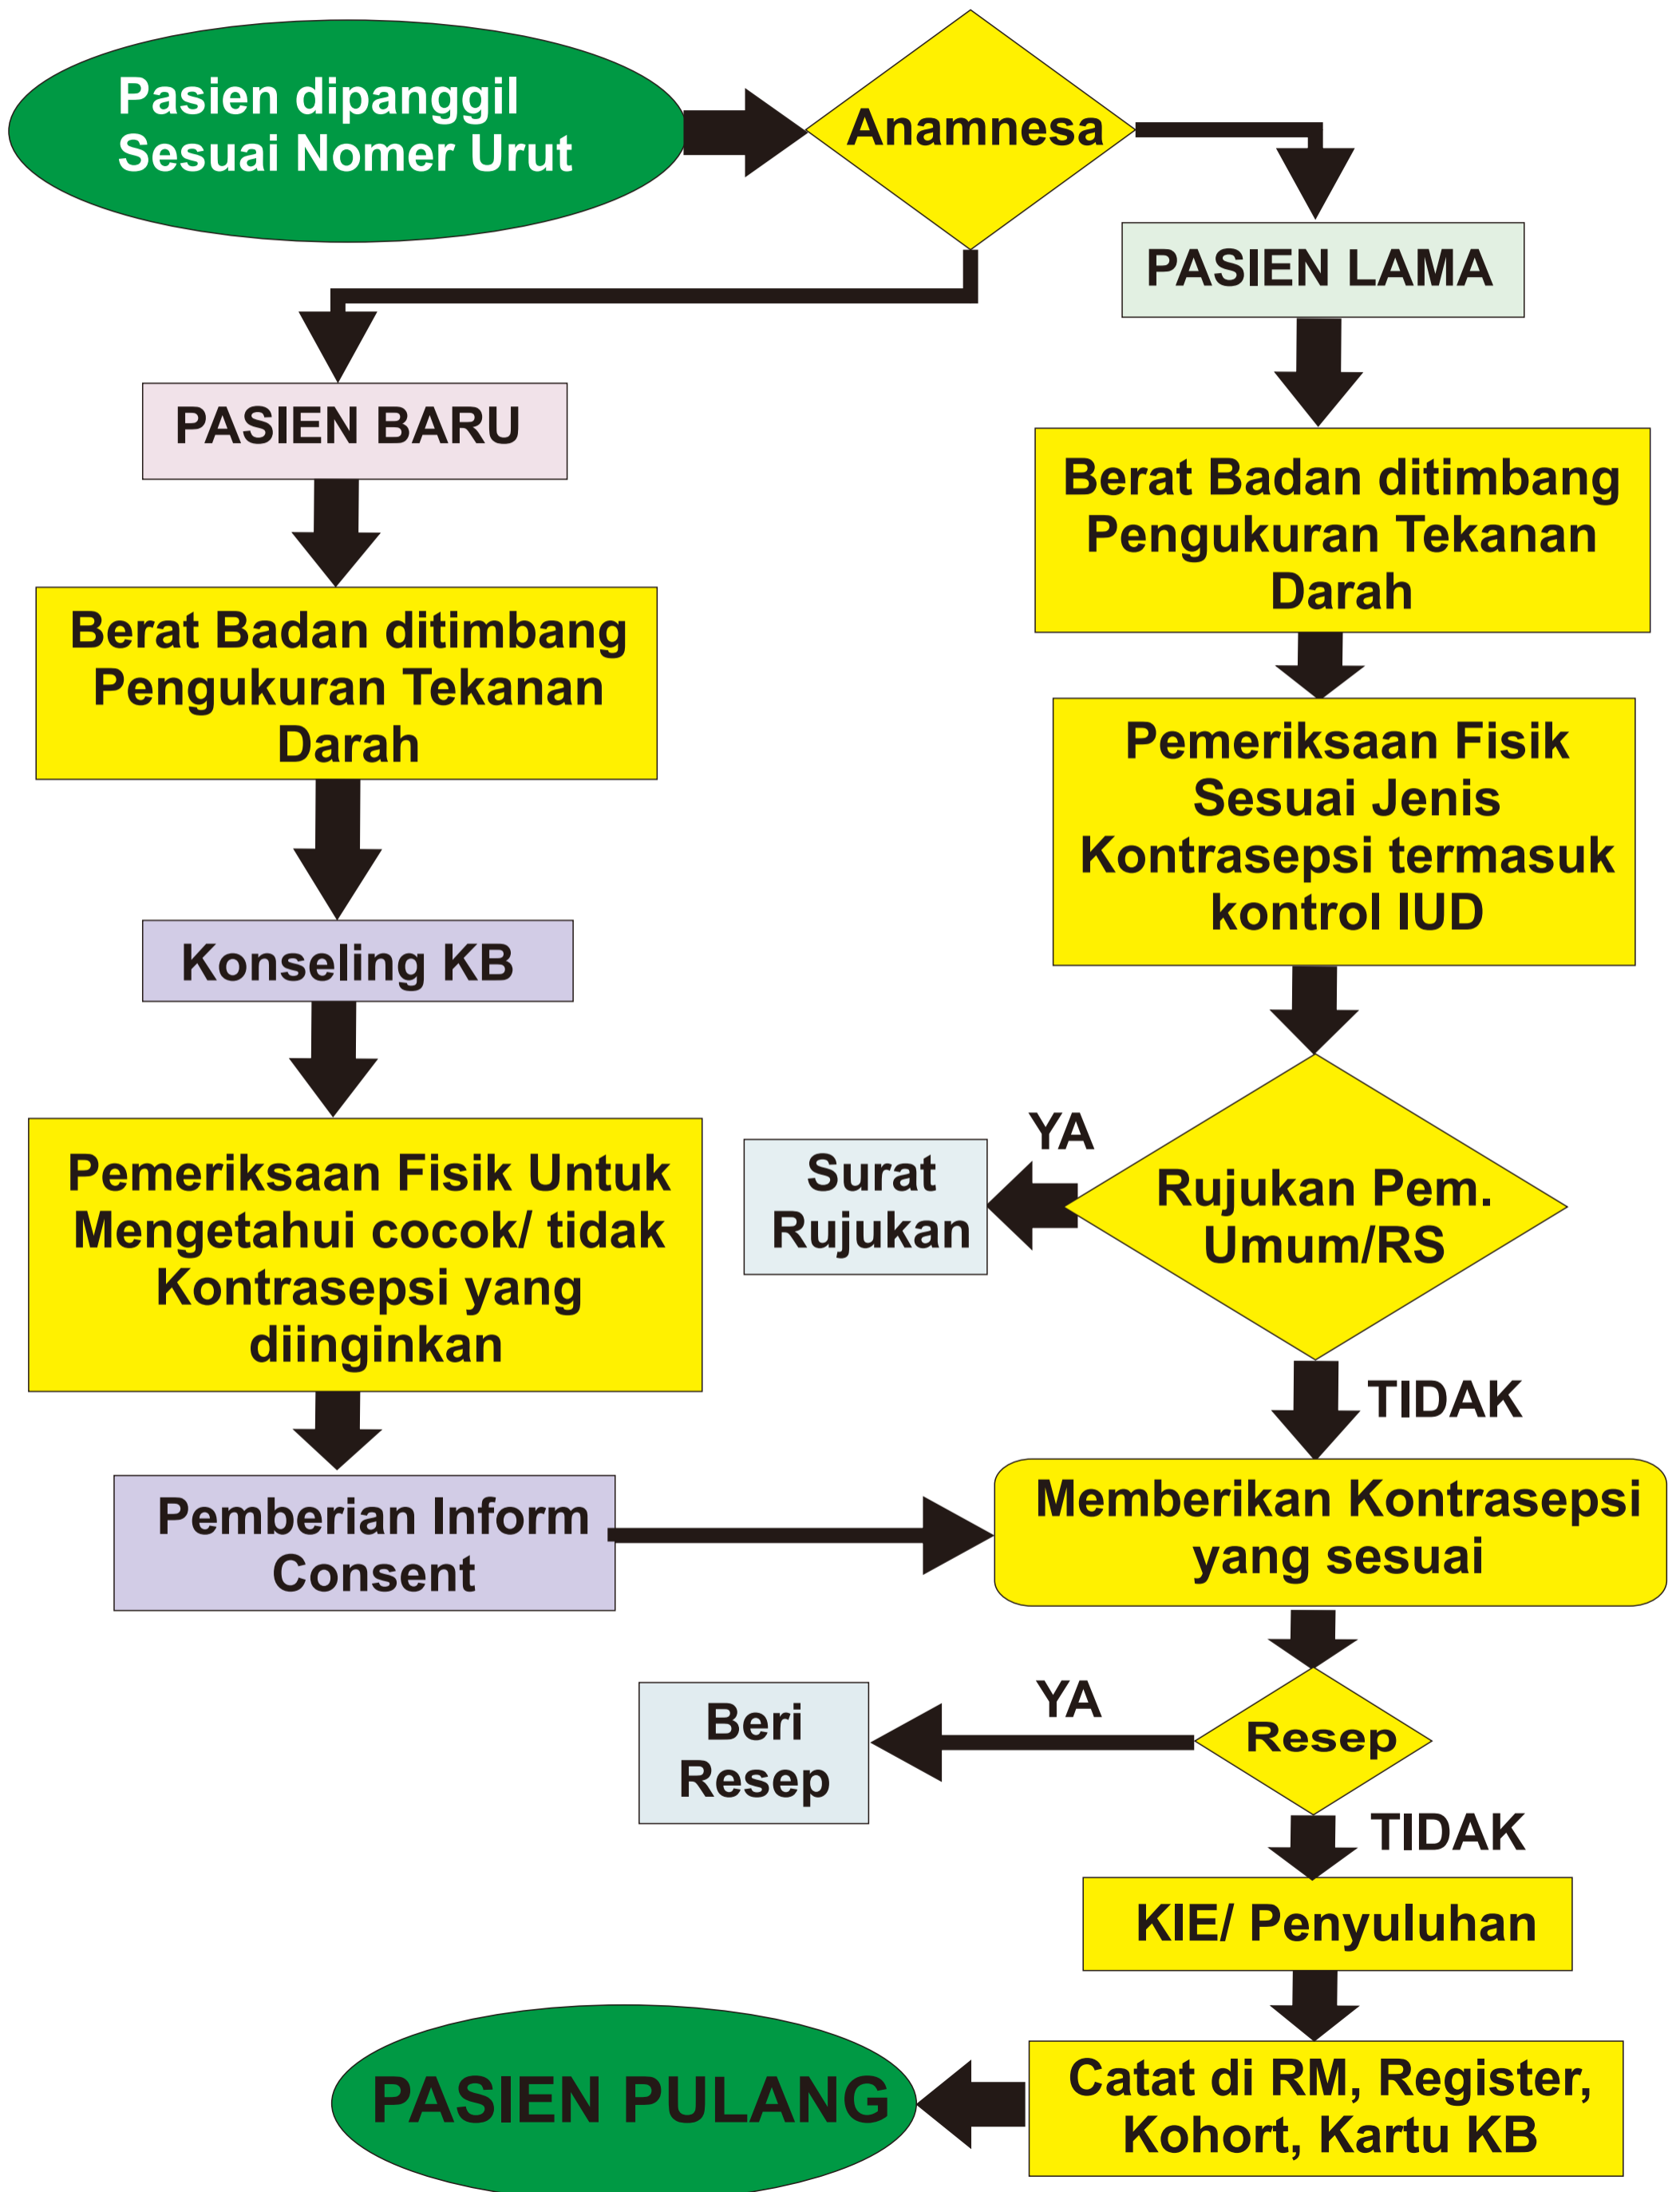 Pasien dipanggil
Sesuai Nomer Urut
Anamnesa
PASIEN LAMA
PASIEN BARU
Berat Badan ditimbang
Pengukuran Tekanan
Darah
Berat Badan ditimbang
Pengukuran Tekanan
Darah
Pemeriksaan Fisik
Sesuai Jenis
Kontrasepsi termasuk
kontrol IUD
Konseling KB
Pemeriksaan Fisik Untuk
Mengetahui cocok/ tidak
Kontrasepsi yang
diinginkan
YA
Surat
Rujukan
Rujukan Pem.
Umum/RS
TIDAK
Pemberian Inform
Consent
Memberikan Kontrasepsi
yang sesuai
YA
Beri
Resep
Resep
TIDAK
KIE/ Penyuluhan
Catat di RM, Register,
Kohort, Kartu KB
PASIEN PULANG